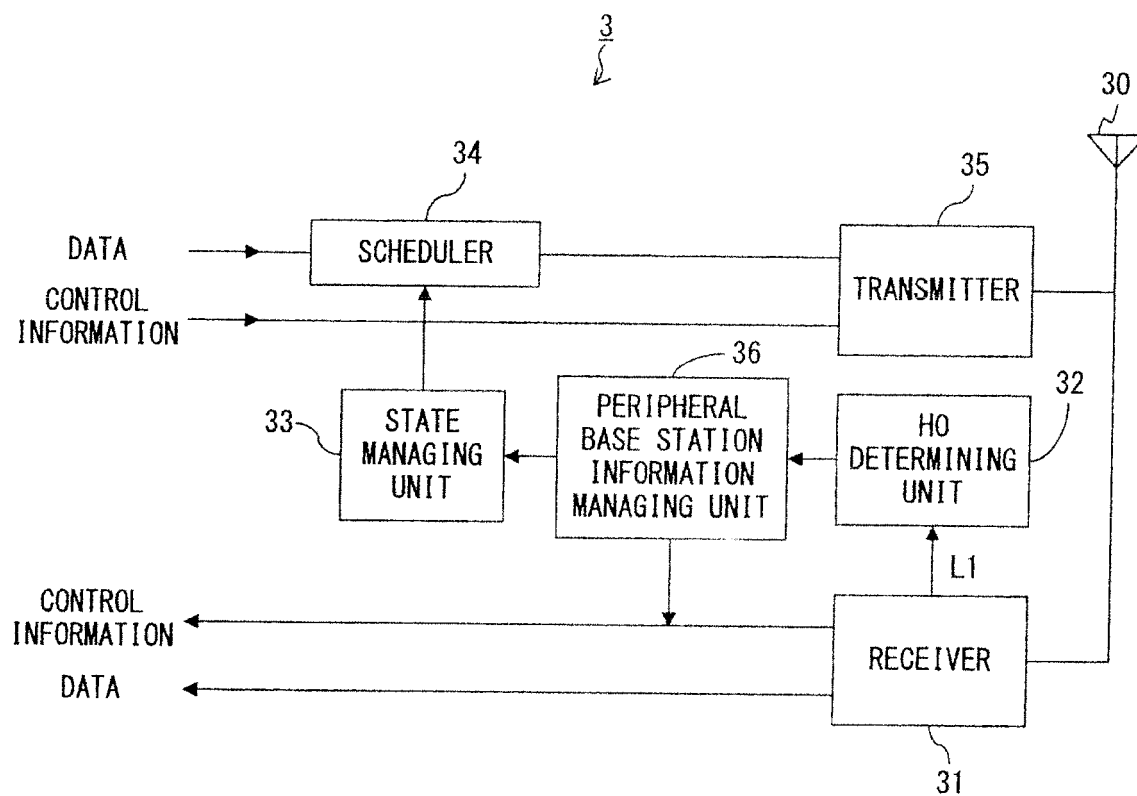 3
30
34
35
DATA
SCHEDULER
TRANSMITTER
CONTROL
INFORMATION
36
33
STATE
MANAGING
UNIT
PERIPHERAL
BASE STATION
INFORMATION
MANAGING UNIT
32
HO
DETERMINING
UNIT
L1
CONTROL
INFORMATION
RECEIVER
DATA
31